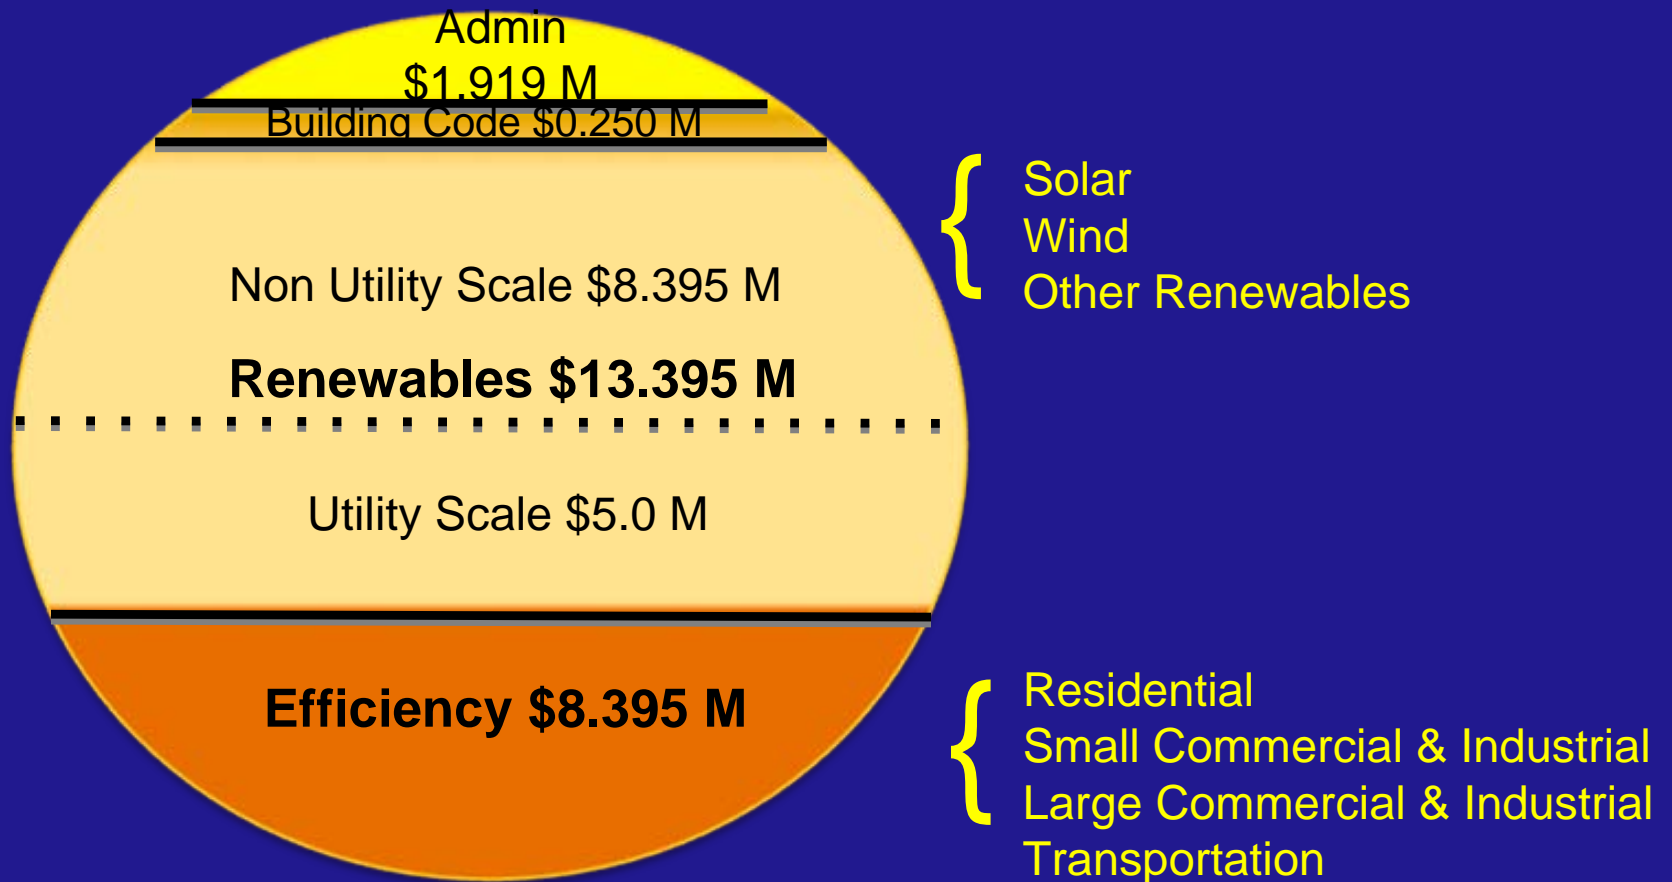 Admin
$1.919 M
Building Code $0.250 M
Non Utility Scale $8.395 M
Renewables $13.395 M
Utility Scale $5.0 M
Efficiency $8.395 M
{
Solar
Wind
Other Renewables
{
Residential
Small Commercial & Industrial
Large Commercial & Industrial
Transportation